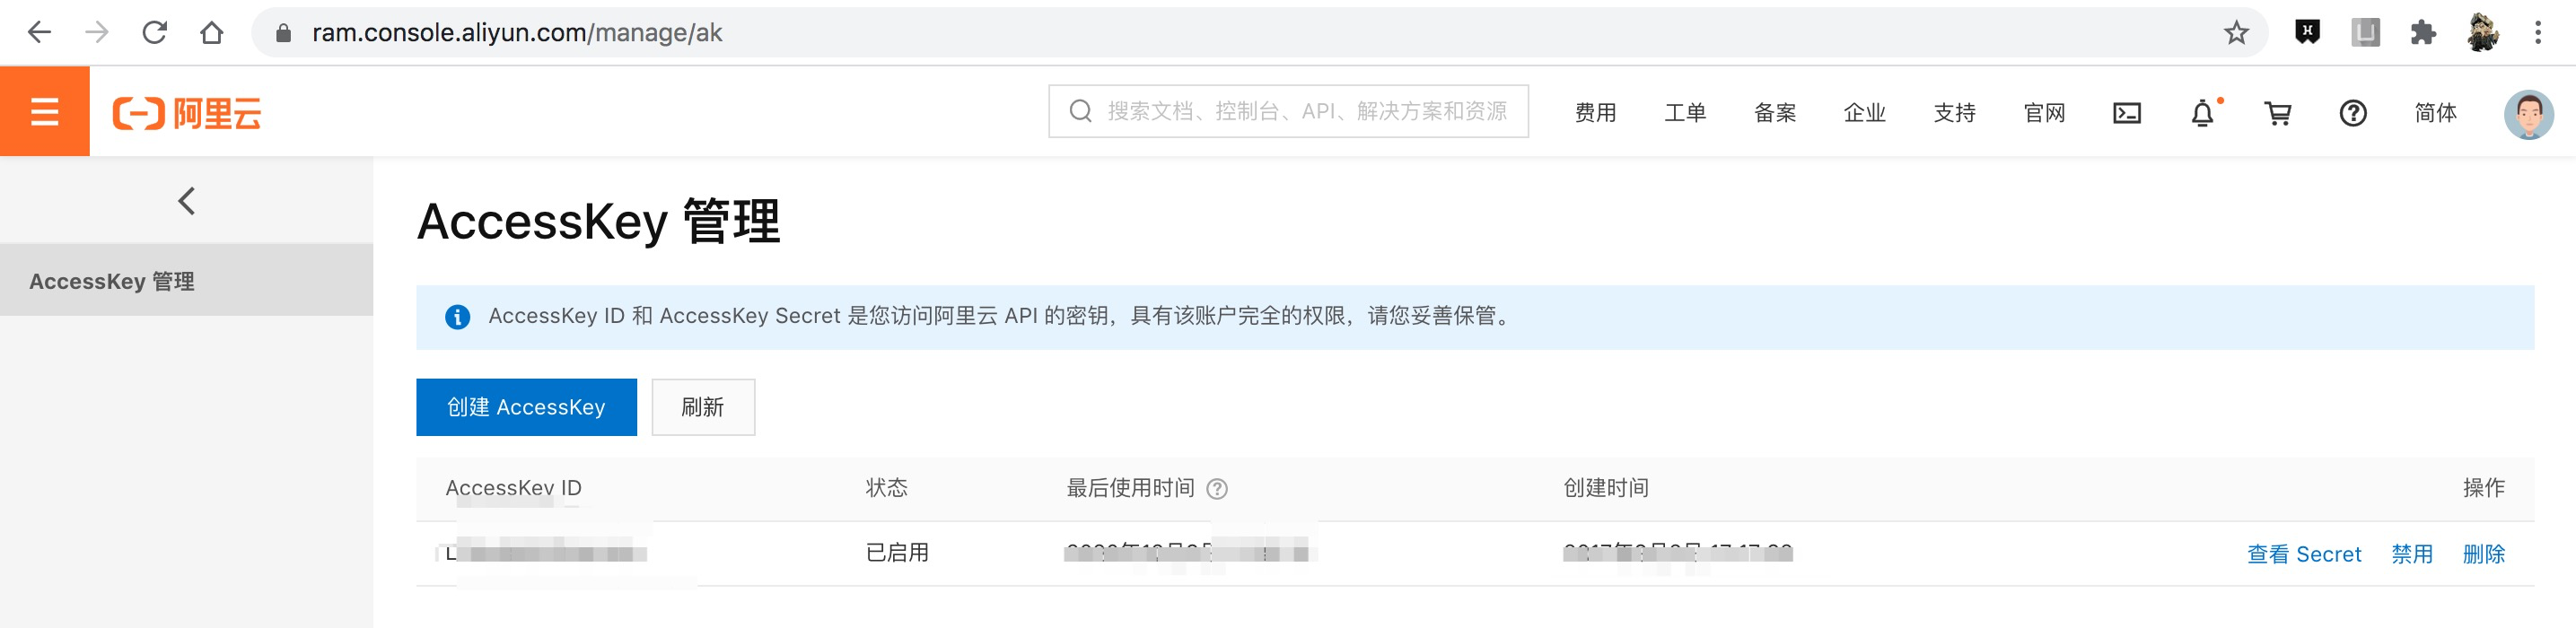 ram.console.aliyun.com/manage/ak
阿里云
搜索文档、控制台、API、解决方案和资源
费用 工单 备案 企业 支持 官网 简体
AccessKey 管理
AccessKey 管理
AccessKey ID 和 AccessKey Secret 是您访问阿里云 API 的密钥，具有该账户完全的权限，请您妥善保管。
创建 AccessKey 刷新
AccessKey ID 状态 最后使用时间 创建时间 操作
已启用 查看 Secret 禁用 删除